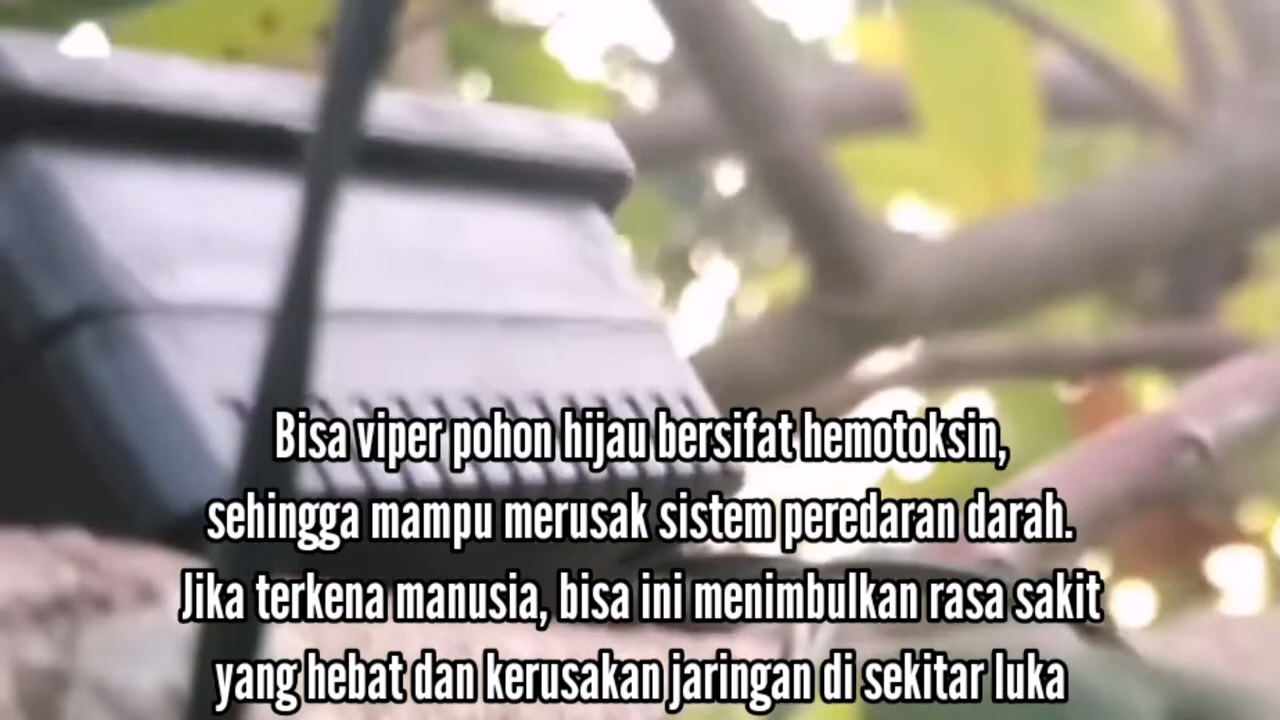 Bisa viper pohon hijau bersifat hemotoksin,
sehingga mampu merusak sistem peredaran darah.
Jika terkena manusia, bisa ini menimbulkan rasa sakit
yang hebat dan kerusakan jaringan di sekitar luka